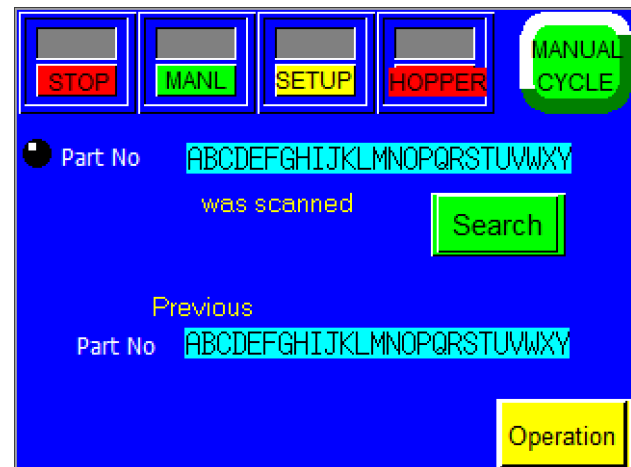 STOP MANL SETUP HOPPER MANUAL CYCLE
Part No ABCDEFGHIJKLMNOPQRSTUVWXY
was scanned
Search
Previous
Part No ABCDEFGHIJKLMNOPQRSTUVWXY
Operation